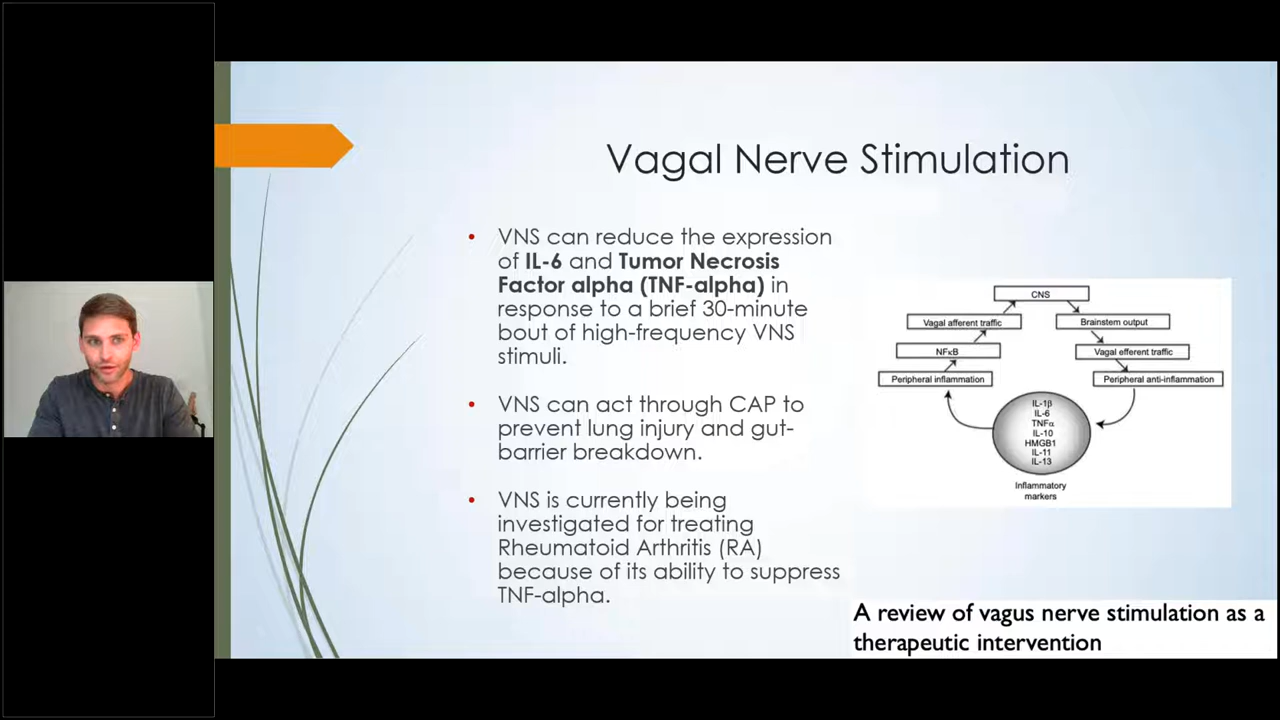 Vagal Nerve Stimulation
• VNS can reduce the expression
of IL-6 and Tumor Necrosis
Factor alpha (TNF-alpha) in
response to a brief 30-minute
bout of high-frequency VNS
stimuli.
• VNS can act through CAP to
prevent lung injury and gut-
barrier breakdown.
• VNS is currently being
investigated for treating
Rheumatoid Arthritis (RA)
because of its ability to suppress
TNF-alpha.
CNS
Vagal afferent traffic
Brainstem output
NFκB
Vagal efferent traffic
Peripheral inflammation
Peripheral anti-inflammation
IL-1β
IL-6
TNFα
IL-10
HMGB1
IL-11
IL-13
Inflammatory
markers
A review of vagus nerve stimulation as a
therapeutic intervention